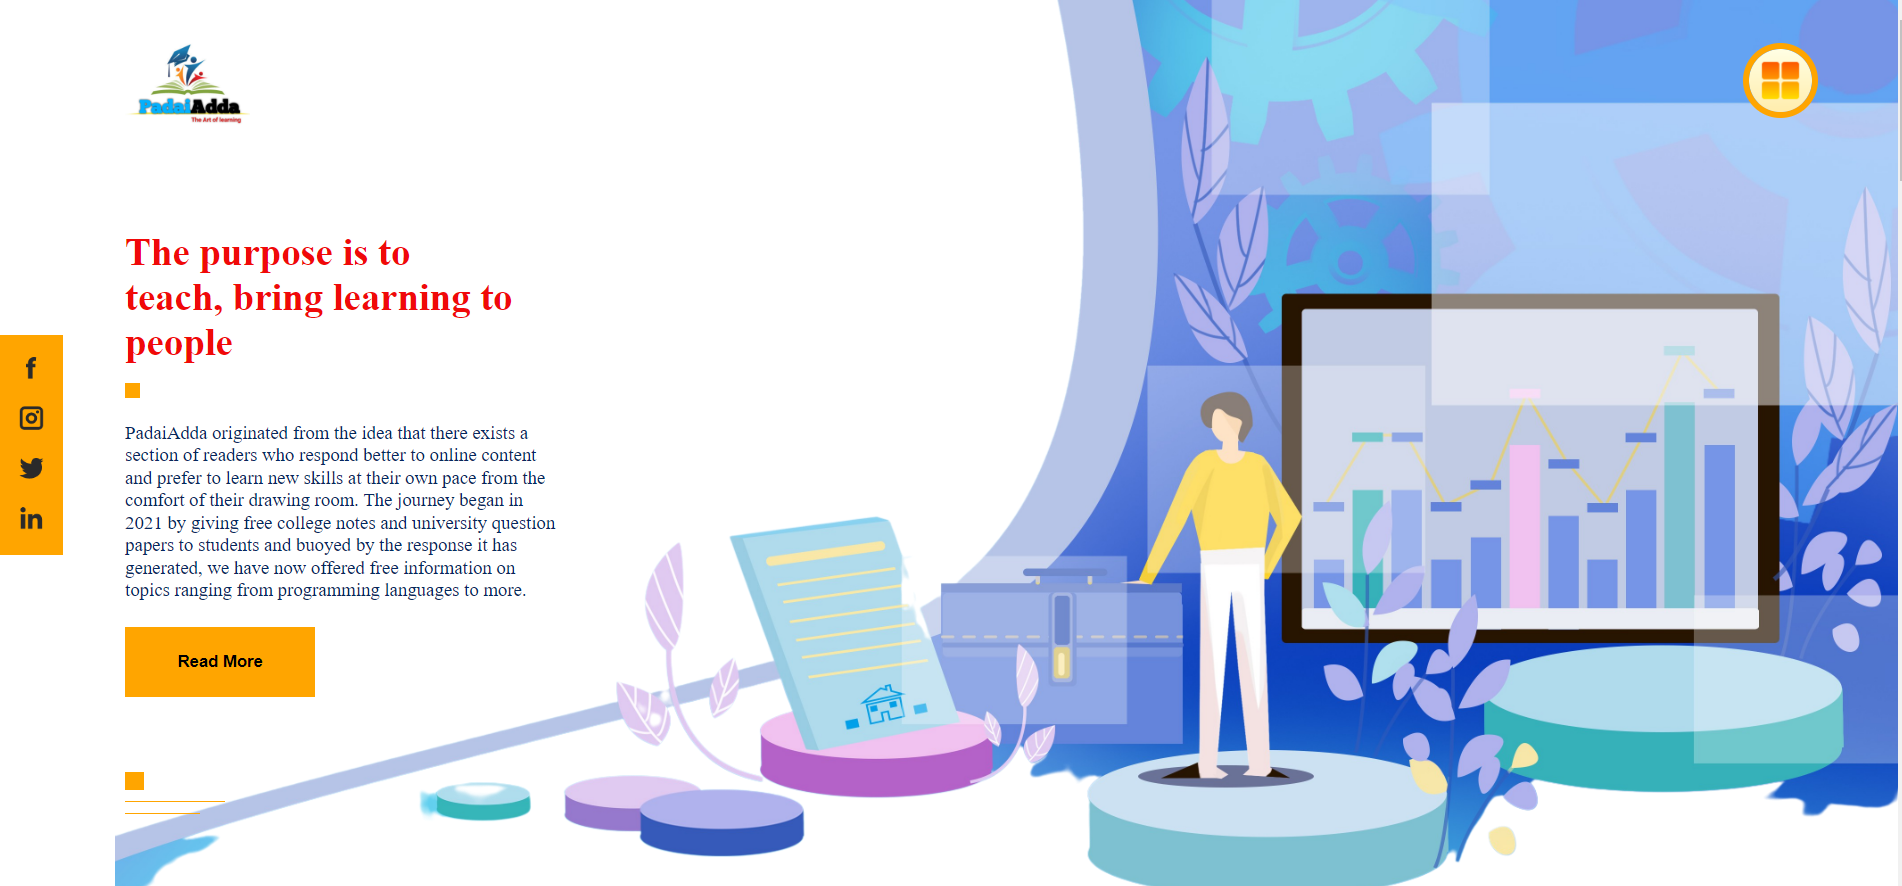 PadaiAdda
The Art of learning
The purpose is to
teach, bring learning to
people
PadaiAdda originated from the idea that there exists a
section of readers who respond better to online content
and prefer to learn new skills at their own pace from the
comfort of their drawing room. The journey began in
2021 by giving free college notes and university question
papers to students and buoyed by the response it has
generated, we have now offered free information on
topics ranging from programming languages to more.
Read More